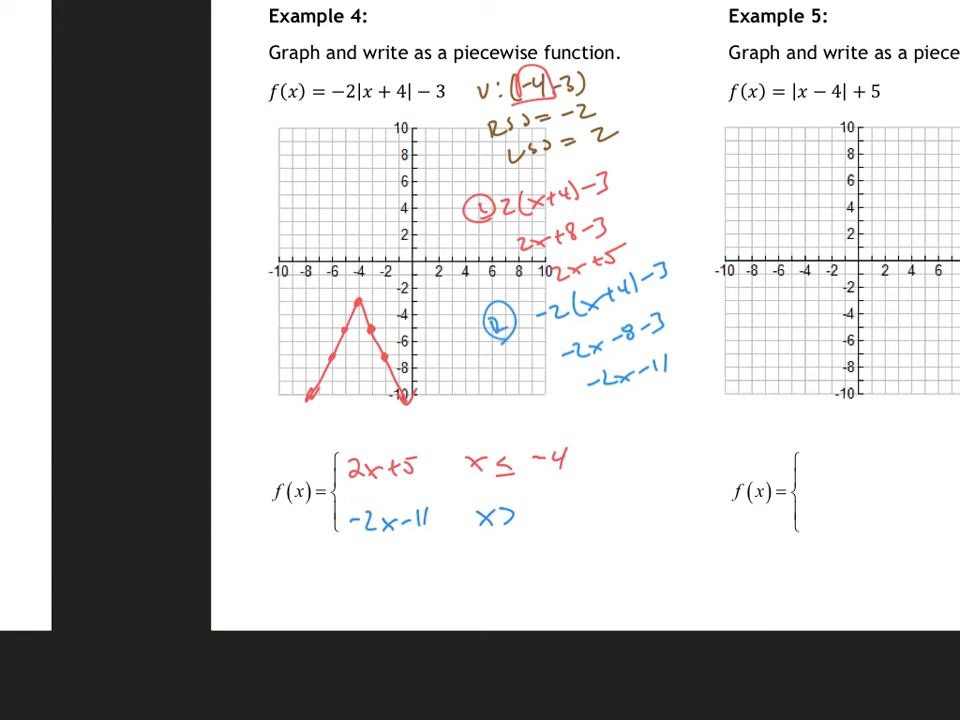 Example 4:
Graph and write as a piecewise function.
f(x) = −2|x + 4| − 3
V: (-4,-3)
RSD = -2
LSD = 2
10
8
6
4
2
-10 -8 -6 -4 -2 2 4 6 8 10
-2
-4
-6
-8
-10
L 2(x+4)-3
2x+8-3
2x+5
R -2(x+4)-3
-2x-8-3
-2x-11
f(x) = { 2x+5 x ≤ -4
-2x-11 x>
Example 5:
Graph and write as a piece
f(x) = |x − 4| + 5
10
8
6
4
2
-10 -8 -6 -4 -2 2 4 6
-2
-4
-6
-8
-10
f(x) = {